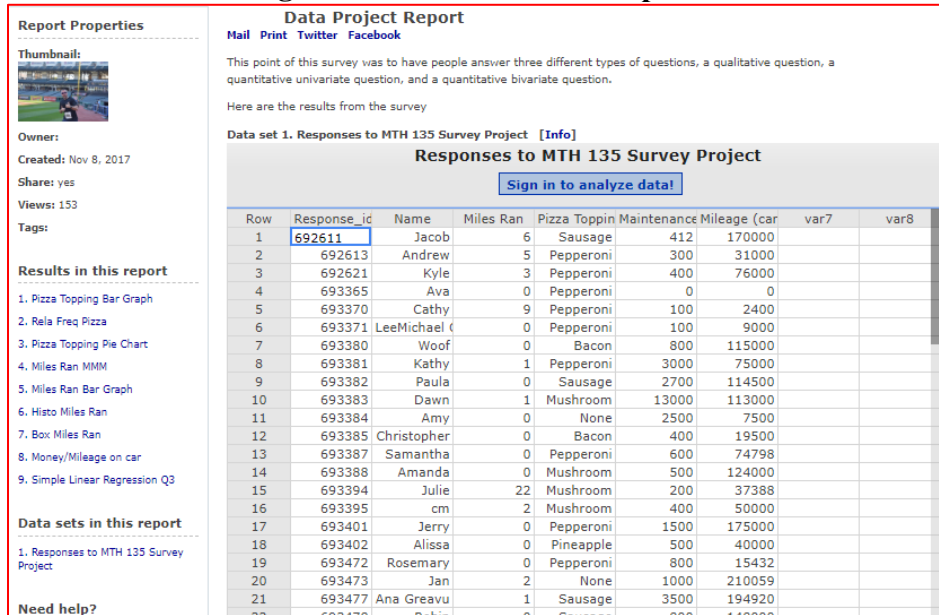 Report Properties
Thumbnail:
Owner:
Created: Nov 8, 2017
Share: yes
Views: 153
Tags:
Results in this report
1. Pizza Topping Bar Graph
2. Rela Freq Pizza
3. Pizza Topping Pie Chart
4. Miles Ran MMM
5. Miles Ran Bar Graph
6. Histo Miles Ran
7. Box Miles Ran
8. Money/Mileage on car
9. Simple Linear Regression Q3
Data sets in this report
1. Responses to MTH 135 Survey
Project
Need help?
Data Project Report
Mail Print Twitter Facebook
This point of this survey was to have people answer three different types of questions, a qualitative question, a
quantitative univariate question, and a quantitative bivariate question.
Here are the results from the survey
Data set 1. Responses to MTH 135 Survey Project [Info]
Responses to MTH 135 Survey Project
Sign in to analyze data!
Row Response_id Name Miles Ran Pizza Toppin Maintenance Mileage (car var7 var8
1 692611 Jacob 6 Sausage 412 170000
2 692613 Andrew 5 Pepperoni 300 31000
3 692621 Kyle 3 Pepperoni 400 76000
4 693365 Ava 0 Pepperoni 0 0
5 693370 Cathy 9 Pepperoni 100 2400
6 693371 LeeMichael 0 Pepperoni 100 9000
7 693380 Woof 0 Bacon 800 115000
8 693381 Kathy 1 Pepperoni 3000 75000
9 693382 Paula 0 Sausage 2700 114500
10 693383 Dawn 1 Mushroom 13000 113000
11 693384 Amy 0 None 2500 7500
12 693385 Christopher 0 Bacon 400 19500
13 693387 Samantha 0 Pepperoni 600 74798
14 693388 Amanda 0 Mushroom 500 124000
15 693394 Julie 22 Mushroom 200 37388
16 693395 cm 2 Mushroom 400 50000
17 693401 Jerry 0 Pepperoni 1500 175000
18 693402 Alissa 0 Pineapple 500 40000
19 693472 Rosemary 0 Pepperoni 800 15432
20 693473 Jan 2 None 1000 210059
21 693477 Ana Greavu 1 Sausage 3500 194920